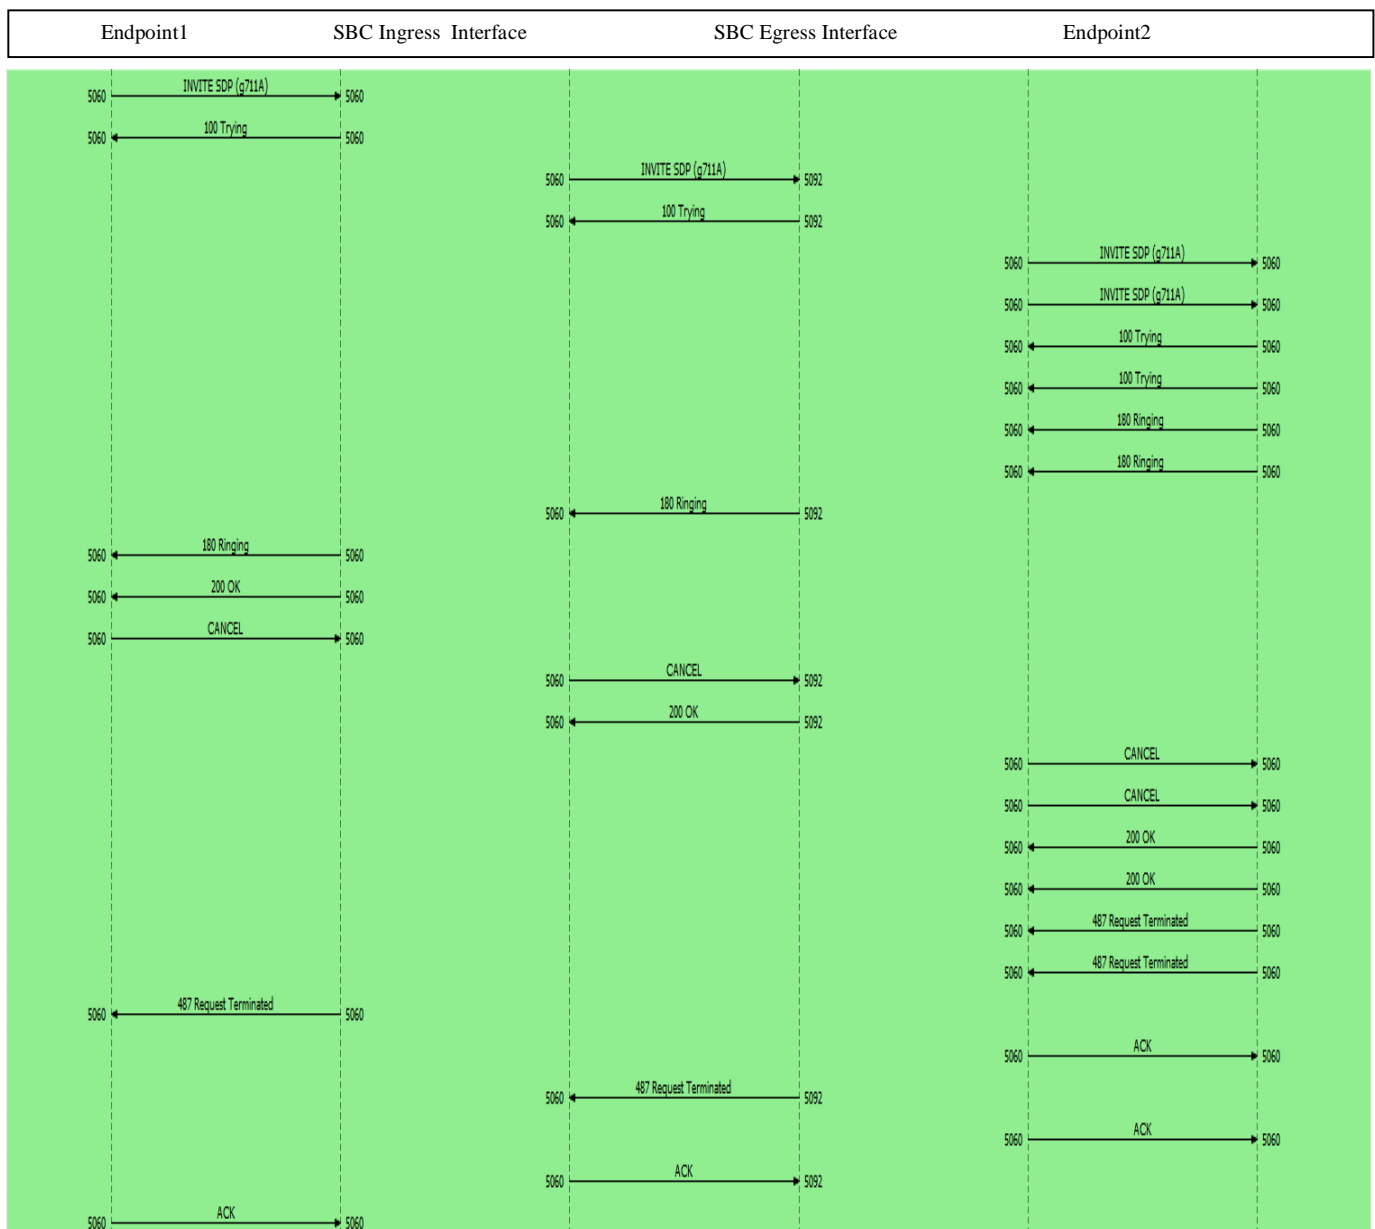 Endpoint1 SBC Ingress Interface SBC Egress Interface Endpoint2
INVITE SDP (g711A)
5060 5060
100 Trying
5060 5060
INVITE SDP (g711A)
5060 5092
100 Trying
5060 5092
INVITE SDP (g711A)
5060 5060
INVITE SDP (g711A)
5060 5060
100 Trying
5060 5060
100 Trying
5060 5060
180 Ringing
5060 5060
180 Ringing
5060 5060
180 Ringing
5060 5092
180 Ringing
5060 5060
200 OK
5060 5060
CANCEL
5060 5060
CANCEL
5060 5092
200 OK
5060 5092
CANCEL
5060 5060
CANCEL
5060 5060
200 OK
5060 5060
200 OK
5060 5060
487 Request Terminated
5060 5060
487 Request Terminated
5060 5060
487 Request Terminated
5060 5060
ACK
5060 5060
487 Request Terminated
5060 5092
ACK
5060 5060
ACK
5060 5092
ACK
5060 5060